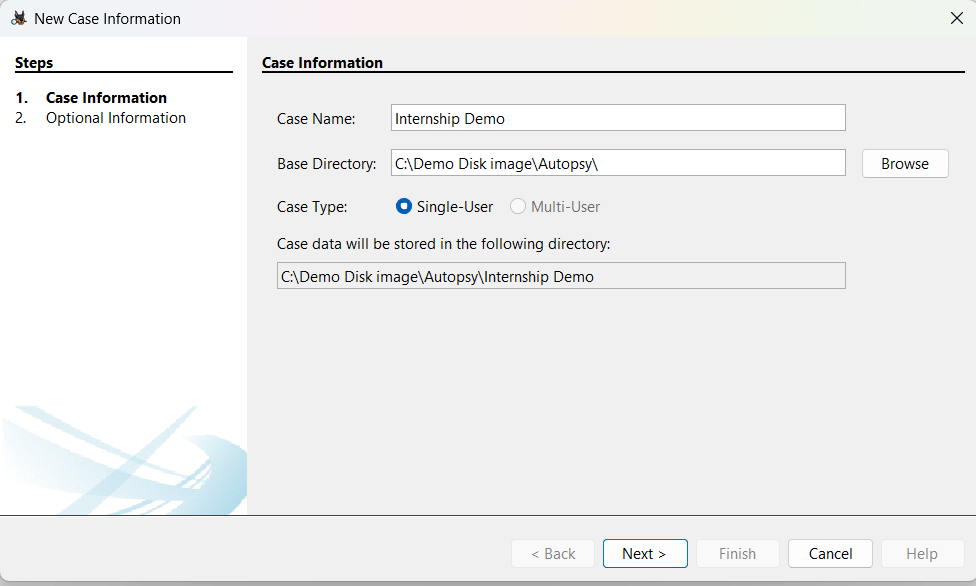 New Case Information
Steps
1. Case Information
2. Optional Information
Case Information
Case Name: Internship Demo
Base Directory: C:\Demo Disk image\Autopsy\ Browse
Case Type: Single-User Multi-User
Case data will be stored in the following directory:
C:\Demo Disk image\Autopsy\Internship Demo
< Back Next > Finish Cancel Help